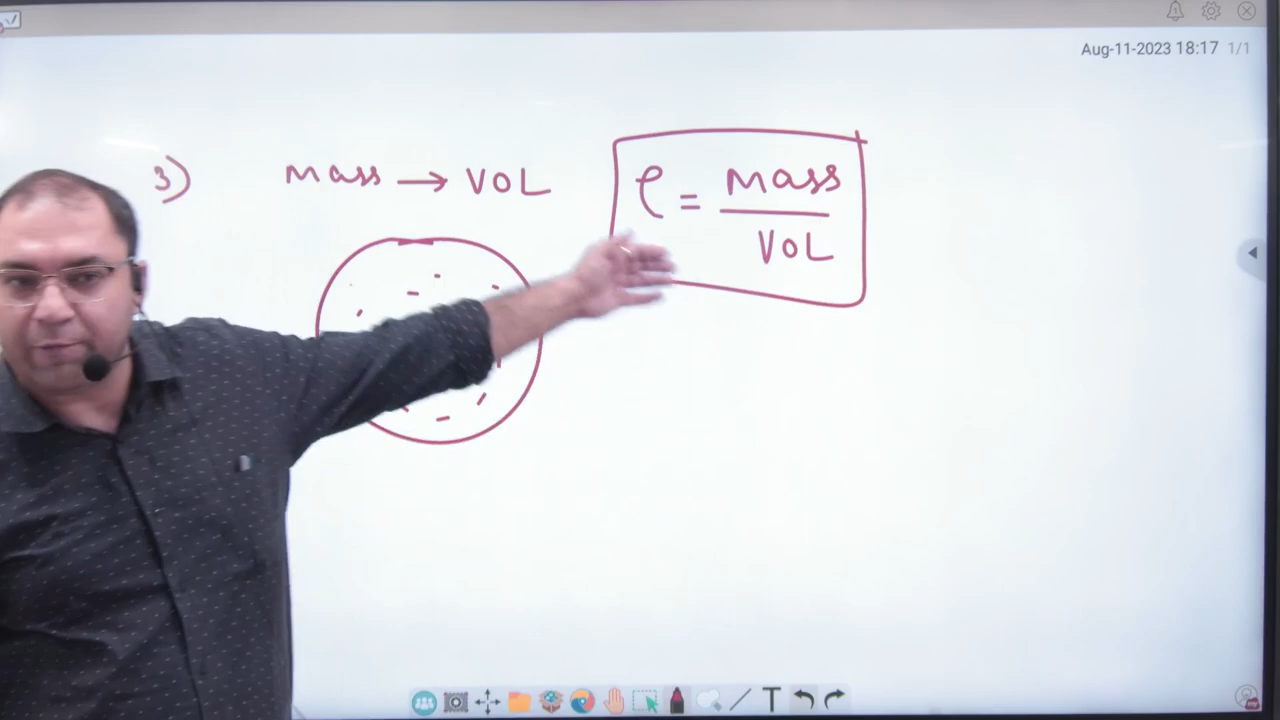 Aug-11-2023 18:17 1/1
3) Mass → VOL
ρ = Mass / VOL
T